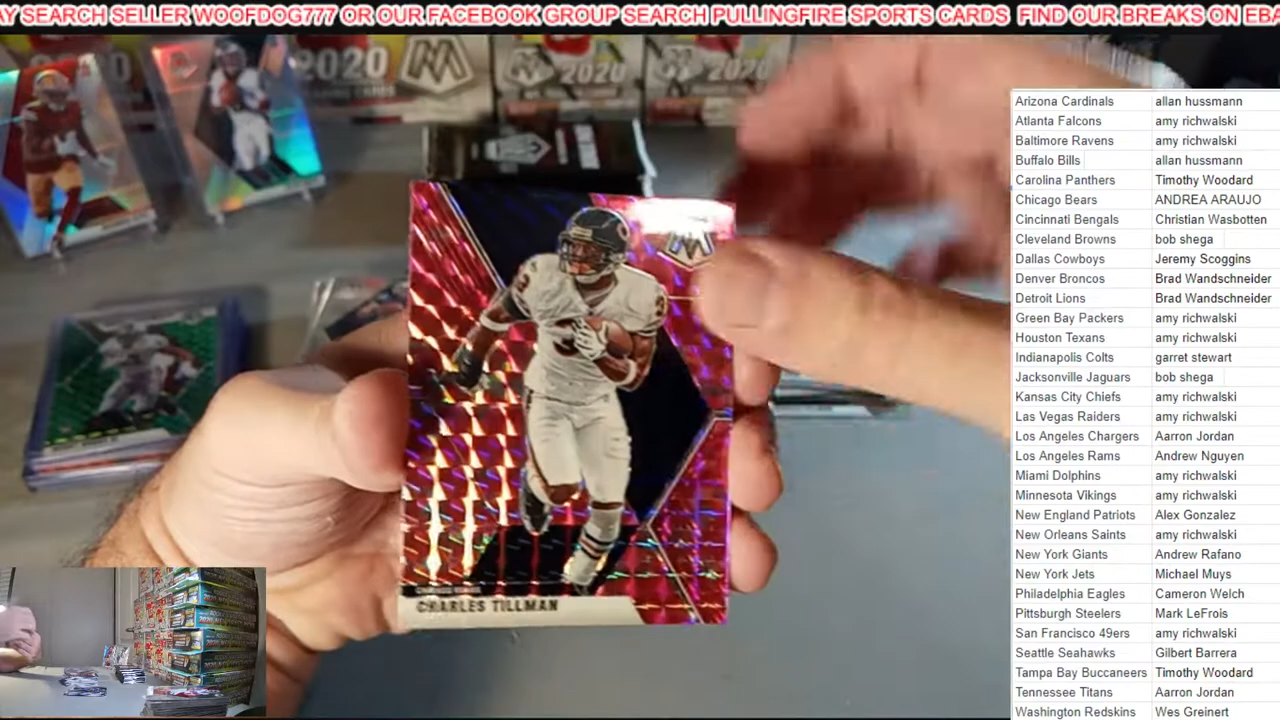 AY SEARCH SELLER WOOFDOG777 OR OUR FACEBOOK GROUP SEARCH PULLINGFIRE SPORTS CARDS  FIND OUR BREAKS ON EBA
2020
2020
CHARLES TILLMAN
Arizona Cardinals allan hussmann
Atlanta Falcons amy richwalski
Baltimore Ravens amy richwalski
Buffalo Bills allan hussmann
Carolina Panthers Timothy Woodard
Chicago Bears ANDREA ARAUJO
Cincinnati Bengals Christian Wasbotten
Cleveland Browns bob shega
Dallas Cowboys Jeremy Scoggins
Denver Broncos Brad Wandschneider
Detroit Lions Brad Wandschneider
Green Bay Packers amy richwalski
Houston Texans amy richwalski
Indianapolis Colts garret stewart
Jacksonville Jaguars bob shega
Kansas City Chiefs amy richwalski
Las Vegas Raiders amy richwalski
Los Angeles Chargers Aarron Jordan
Los Angeles Rams Andrew Nguyen
Miami Dolphins amy richwalski
Minnesota Vikings amy richwalski
New England Patriots Alex Gonzalez
New Orleans Saints amy richwalski
New York Giants Andrew Rafano
New York Jets Michael Muys
Philadelphia Eagles Cameron Welch
Pittsburgh Steelers Mark LeFrois
San Francisco 49ers amy richwalski
Seattle Seahawks Gilbert Barrera
Tampa Bay Buccaneers Timothy Woodard
Tennessee Titans Aarron Jordan
Washington Redskins Wes Greinert